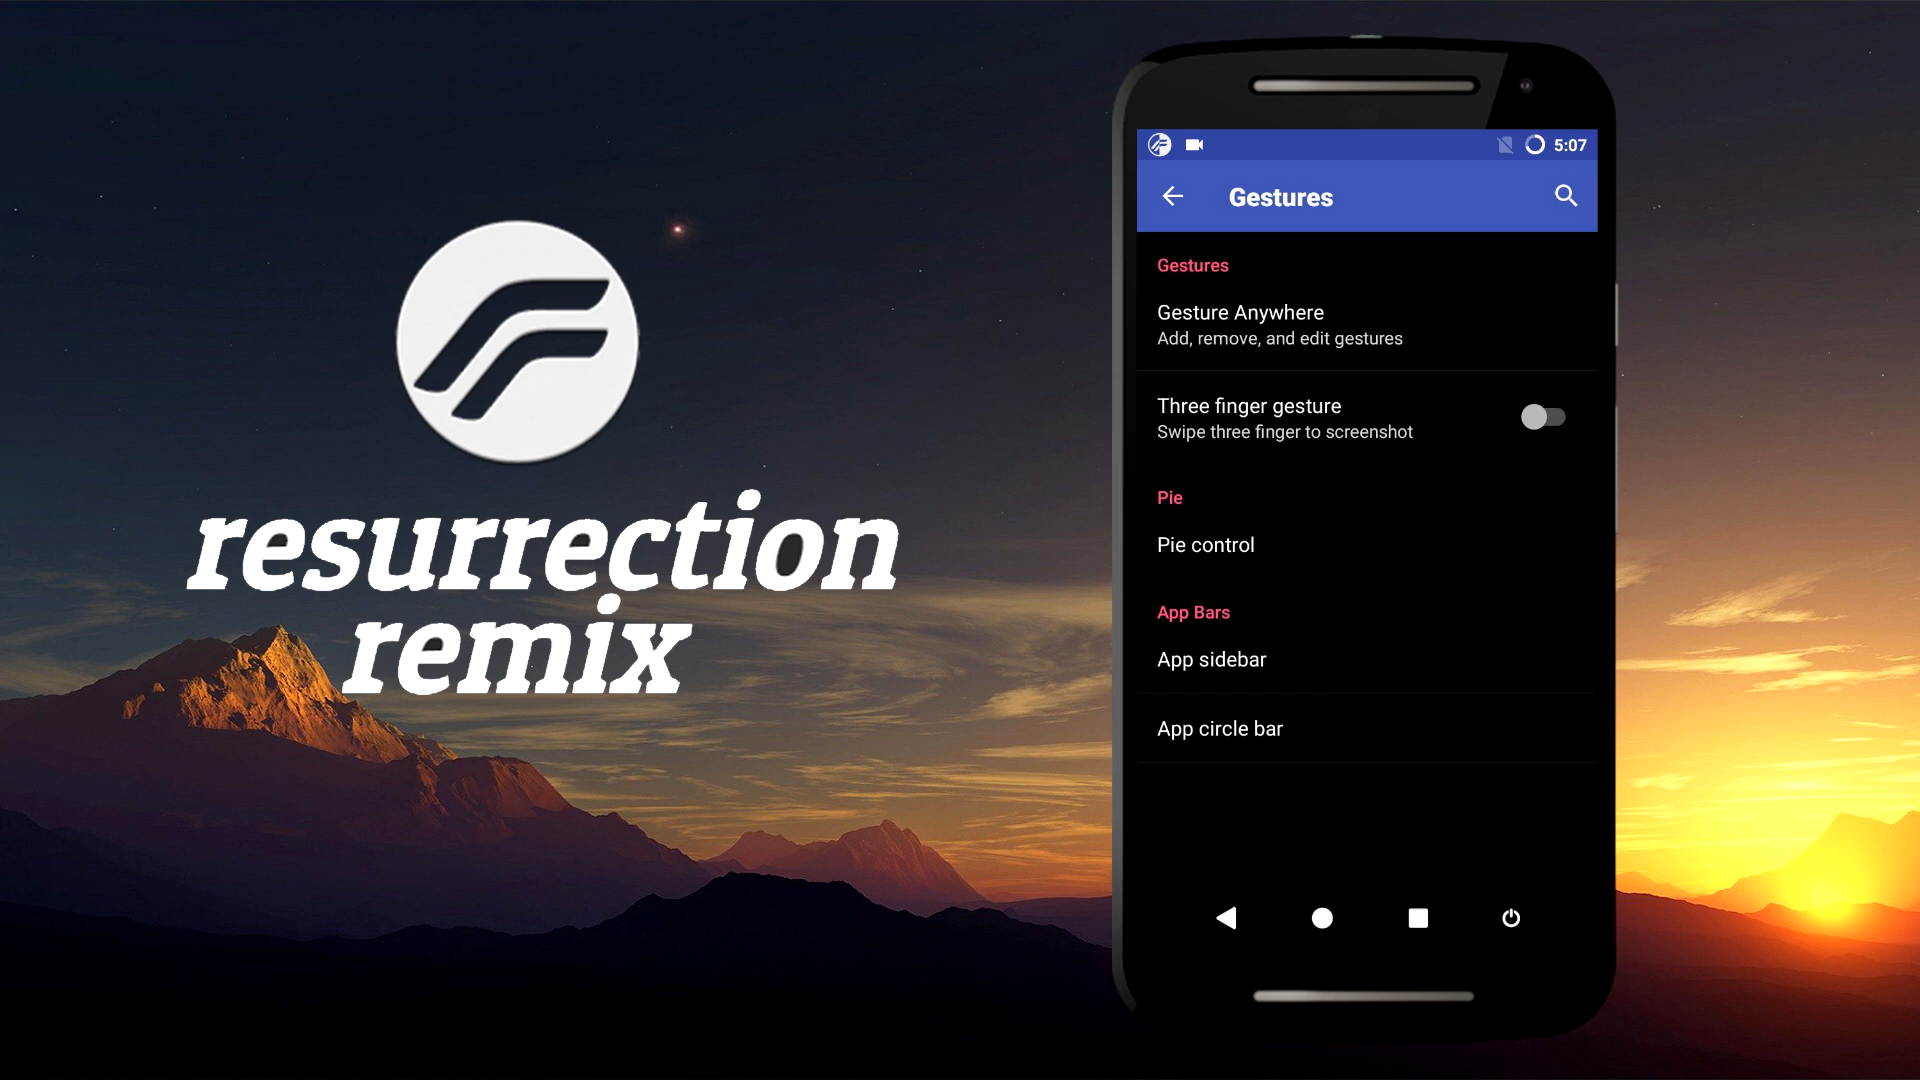 resurrection
remix
5:07
Gestures
Gestures
Gesture Anywhere
Add, remove, and edit gestures
Three finger gesture
Swipe three finger to screenshot
Pie
Pie control
App Bars
App sidebar
App circle bar